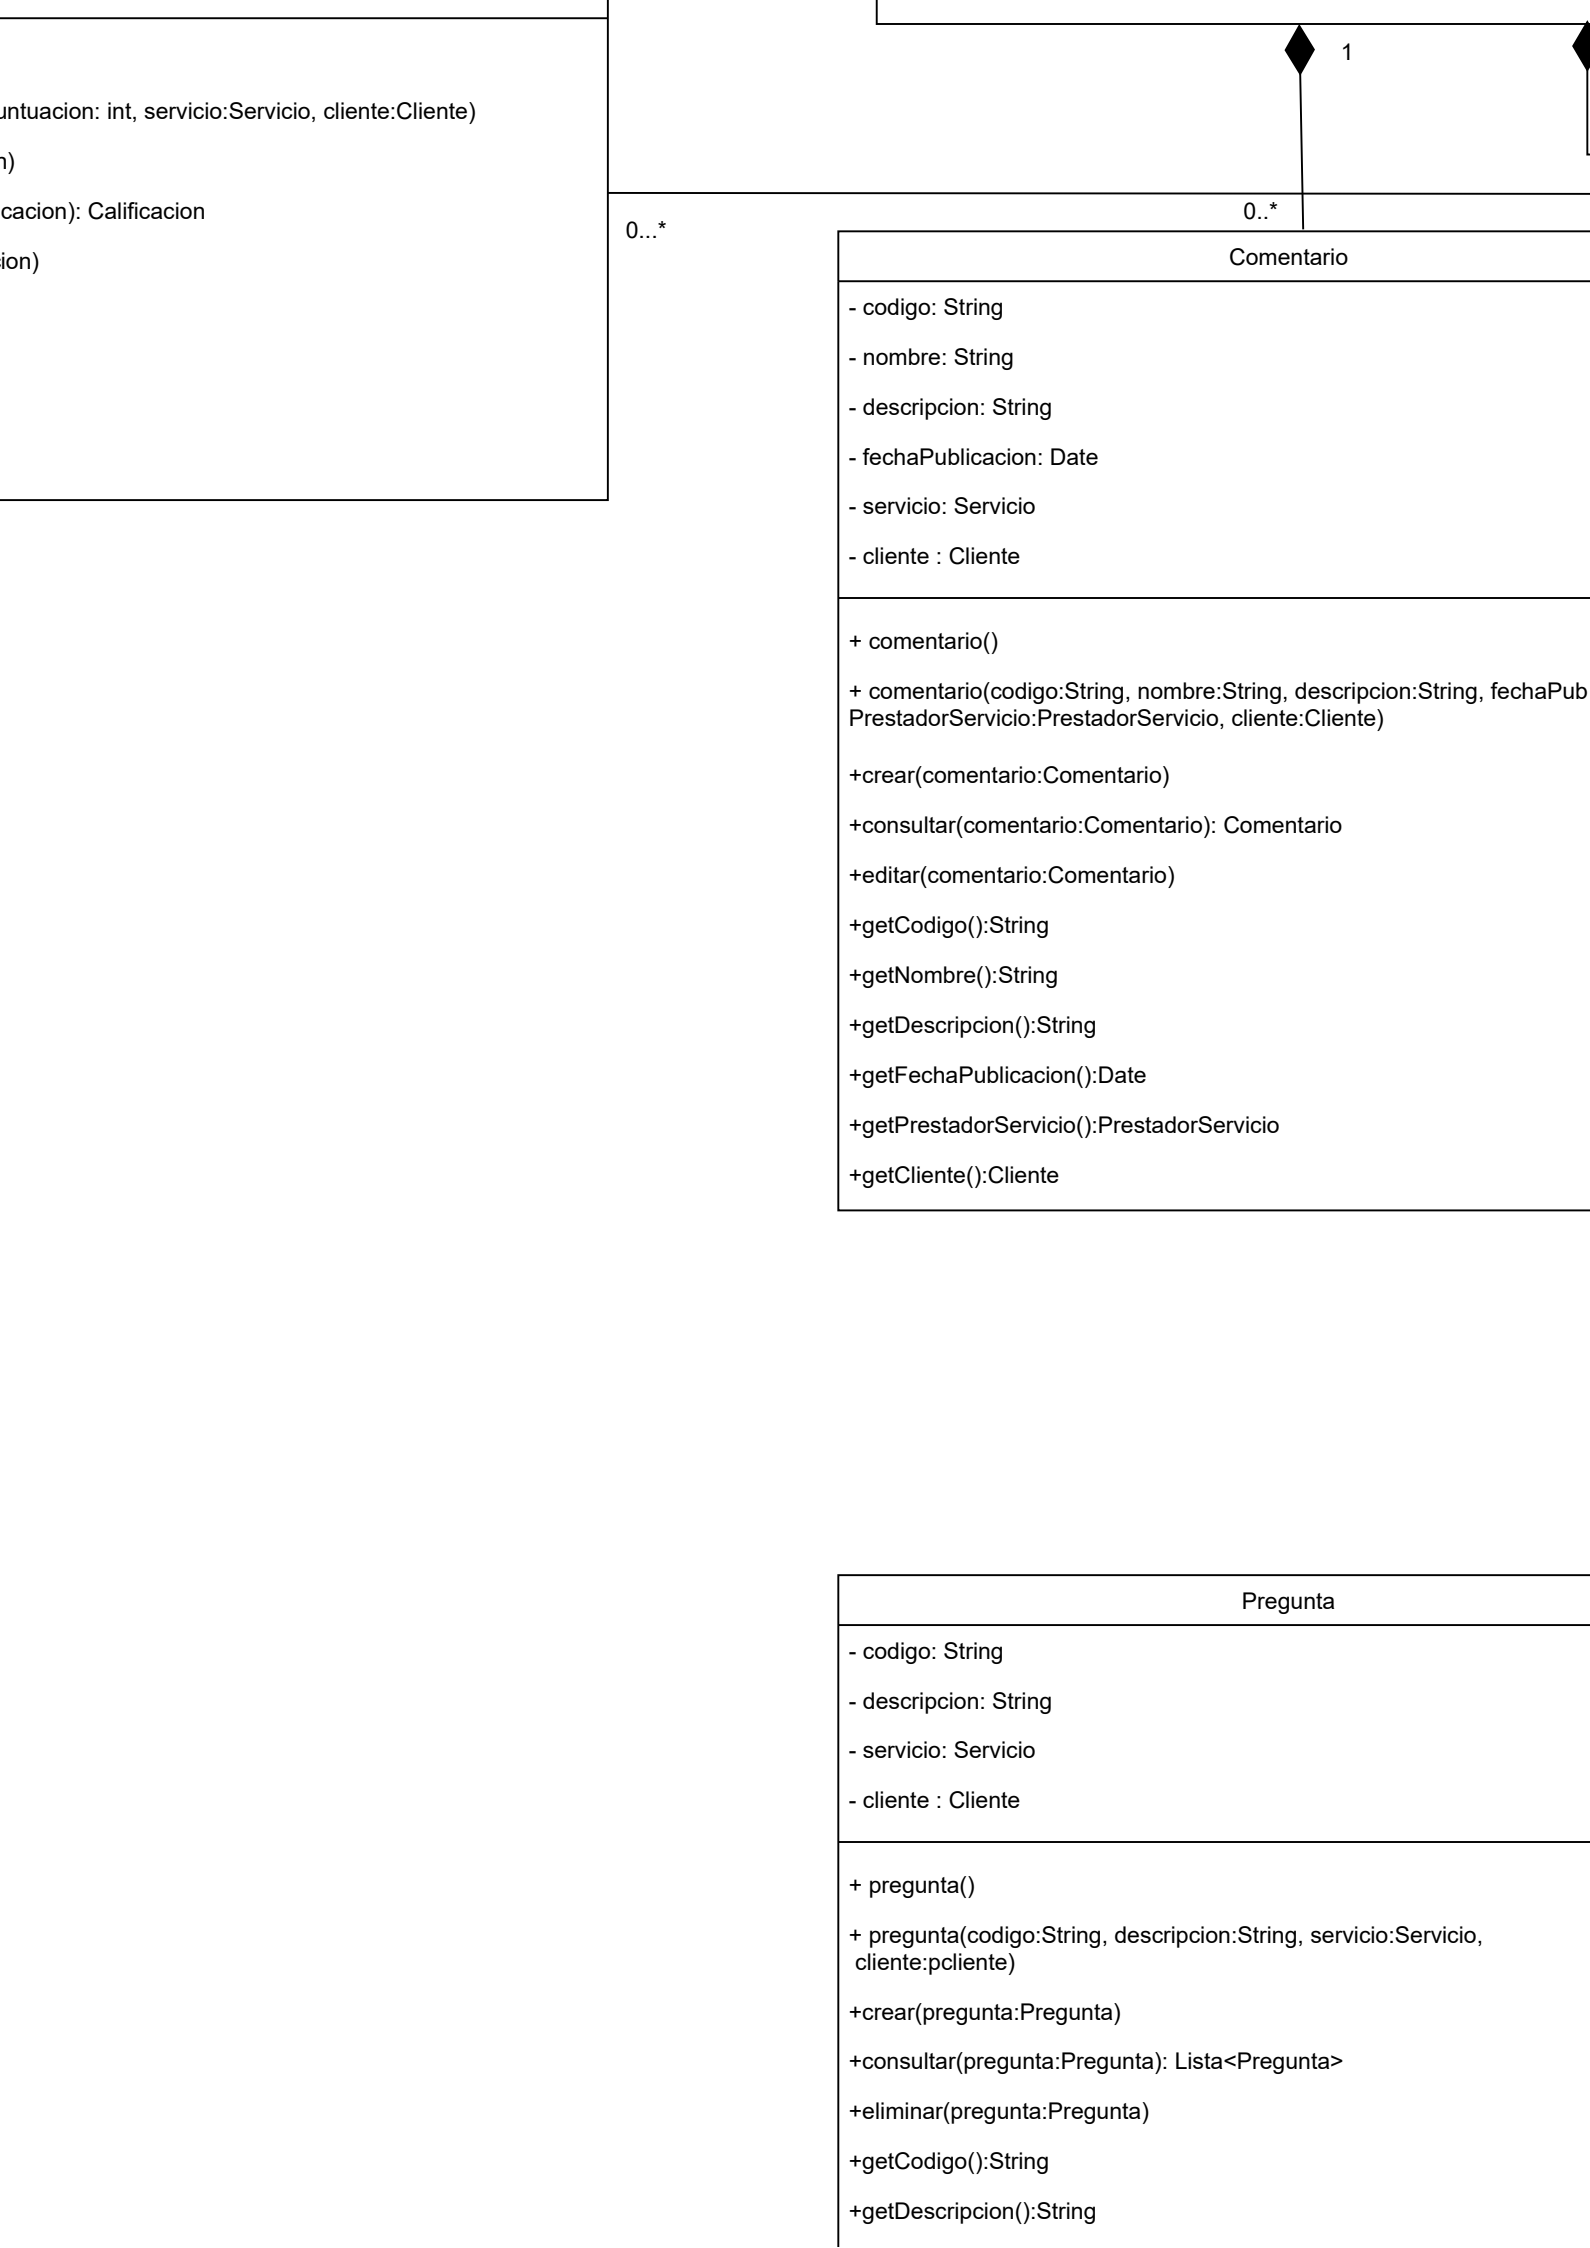 1
untuacion: int, servicio:Servicio, cliente:Cliente)
n)
cacion): Calificacion
ion)
0...*
0..*
Comentario
- codigo: String
- nombre: String
- descripcion: String
- fechaPublicacion: Date
- servicio: Servicio
- cliente : Cliente
+ comentario()
+ comentario(codigo:String, nombre:String, descripcion:String, fechaPub
PrestadorServicio:PrestadorServicio, cliente:Cliente)
+crear(comentario:Comentario)
+consultar(comentario:Comentario): Comentario
+editar(comentario:Comentario)
+getCodigo():String
+getNombre():String
+getDescripcion():String
+getFechaPublicacion():Date
+getPrestadorServicio():PrestadorServicio
+getCliente():Cliente
Pregunta
- codigo: String
- descripcion: String
- servicio: Servicio
- cliente : Cliente
+ pregunta()
+ pregunta(codigo:String, descripcion:String, servicio:Servicio,
cliente:pcliente)
+crear(pregunta:Pregunta)
+consultar(pregunta:Pregunta): Lista<Pregunta>
+eliminar(pregunta:Pregunta)
+getCodigo():String
+getDescripcion():String